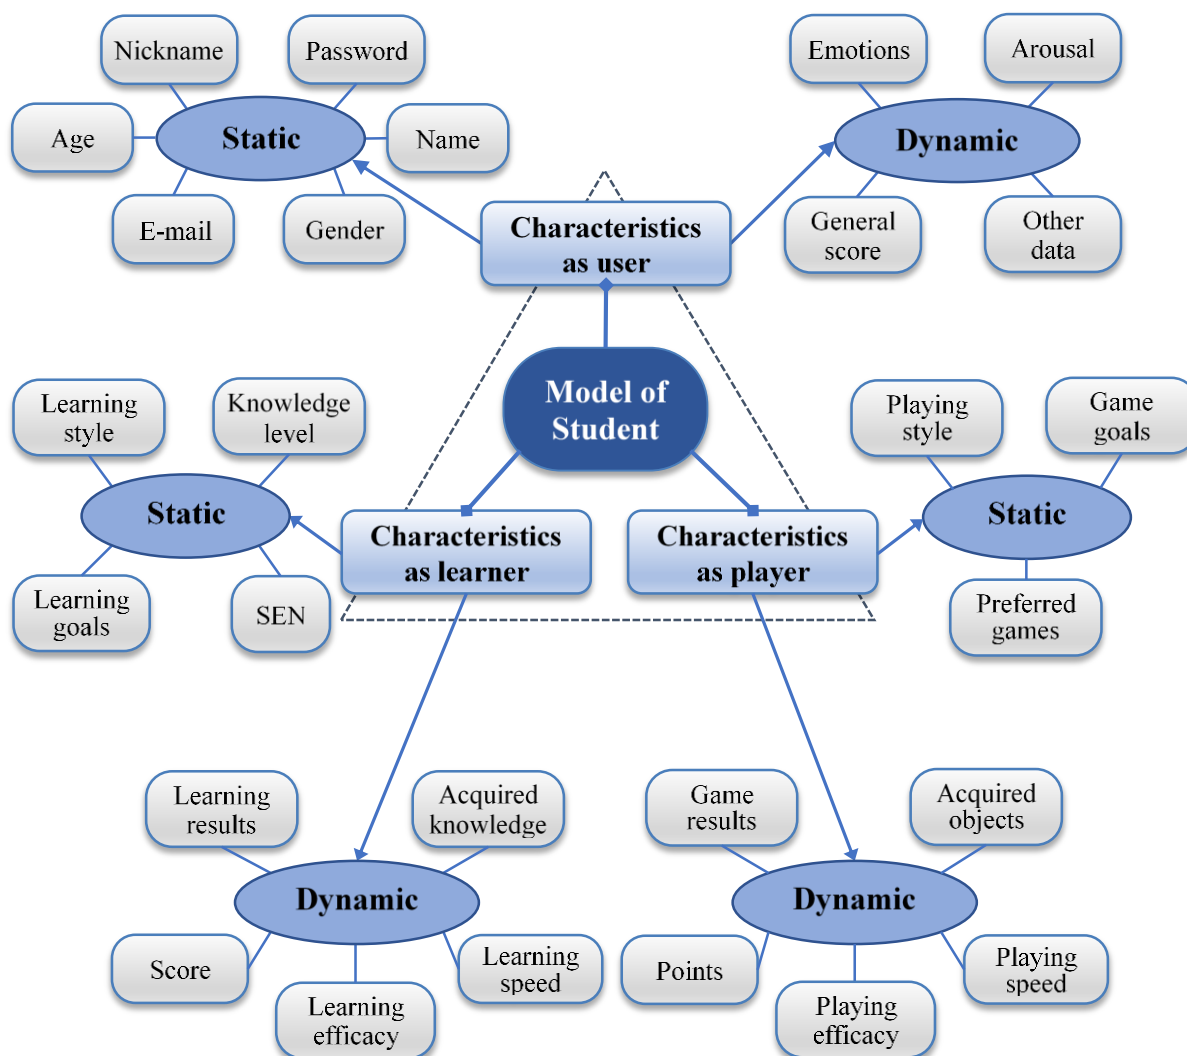 Nickname
Password
Age
Static
Name
E-mail
Gender
Emotions
Arousal
Dynamic
General
score
Other
data
Characteristics
as user
Model of
Student
Learning
style
Knowledge
level
Static
Learning
goals
SEN
Characteristics
as learner
Characteristics
as player
Playing
style
Game
goals
Static
Preferred
games
Learning
results
Acquired
knowledge
Dynamic
Score
Learning
efficacy
Learning
speed
Game
results
Acquired
objects
Dynamic
Points
Playing
efficacy
Playing
speed